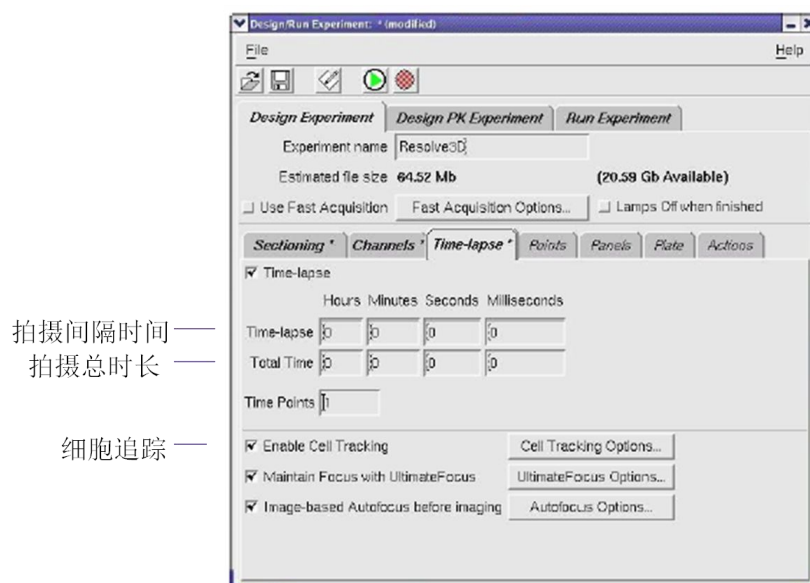 Design/Run Experiment: * (modified)
File Help
Design Experiment Design PK Experiment Run Experiment
Experiment name Resolve3D
Estimated file size 64.52 Mb (20.59 Gb Available)
Use Fast Acquisition Fast Acquisition Options... Lamps Off when finished
Sectioning * Channels * Time-lapse * Points Panels Plate Actions
Time-lapse
Hours Minutes Seconds Milliseconds
拍摄间隔时间 Time-lapse 0 0 0 0
拍摄总时长 Total Time 0 0 0 0
Time Points 1
细胞追踪 Enable Cell Tracking Cell Tracking Options...
Maintain Focus with UltimateFocus UltimateFocus Options...
Image-based Autofocus before imaging Autofocus Options...